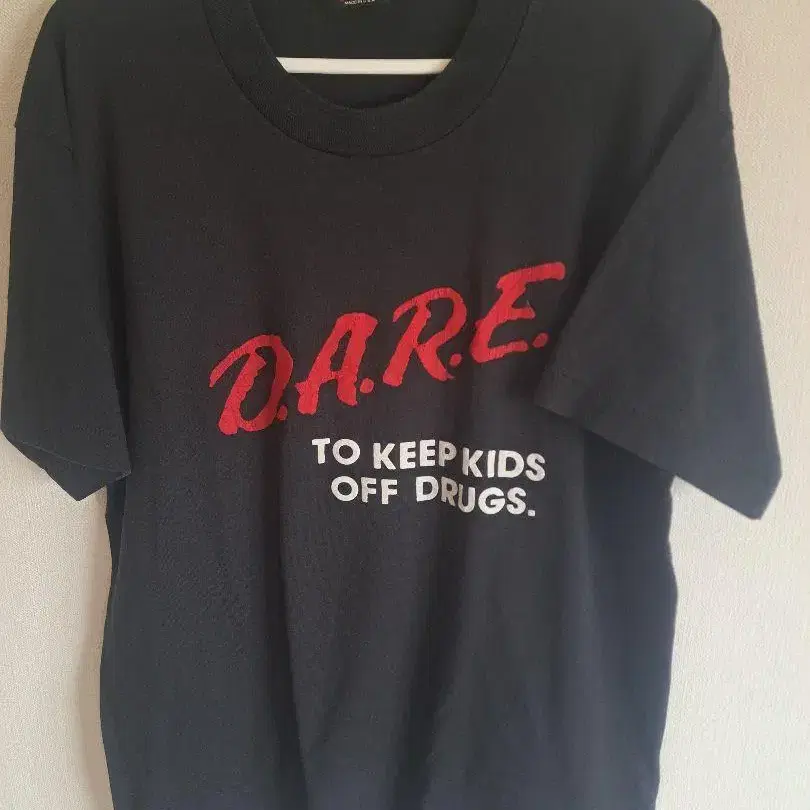 D.A.R.E.
TO KEEP KIDS
OFF DRUGS.